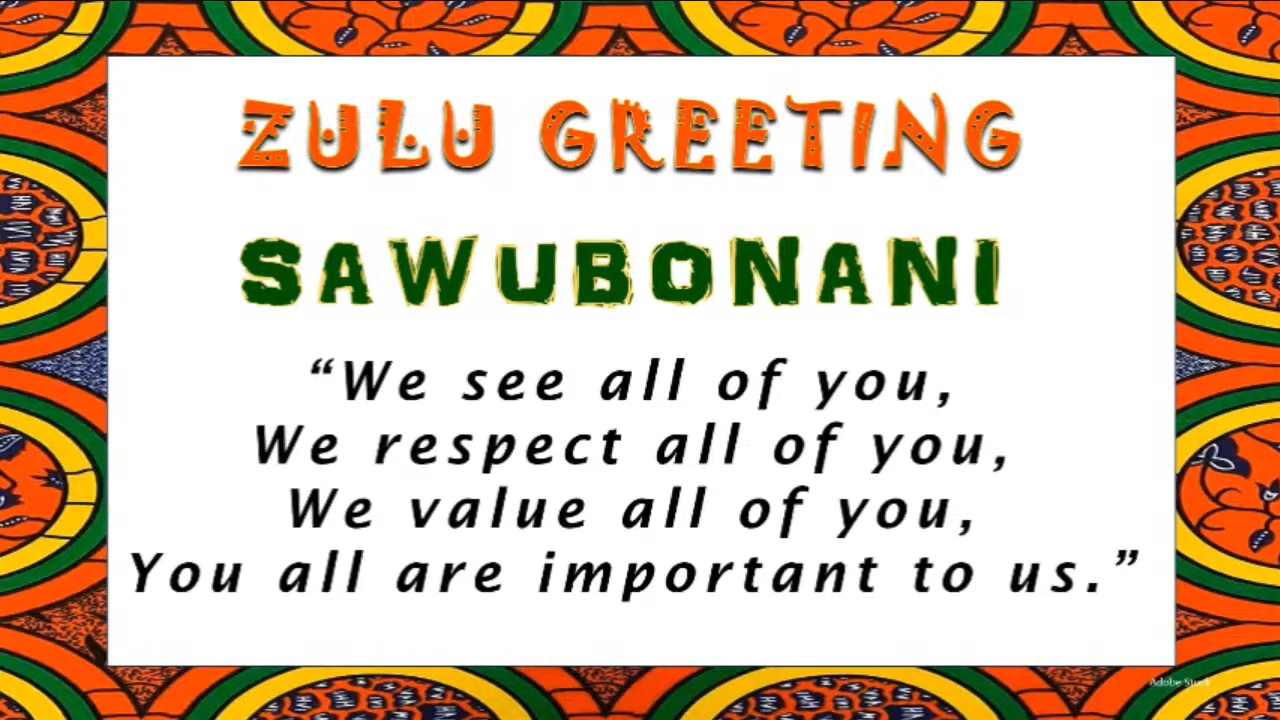 ZULU GREETING
SAWUBONANI
“We see all of you,
We respect all of you,
We value all of you,
You all are important to us.”
Adobe Stock